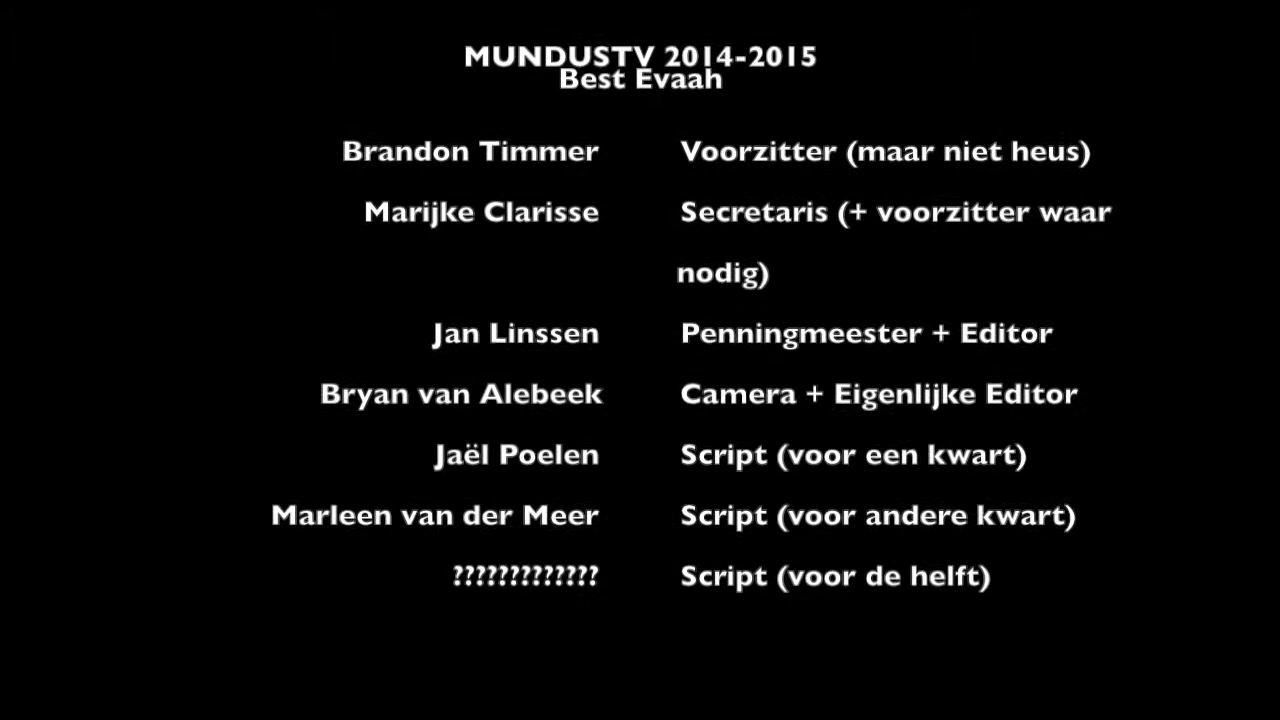 MUNDUSTV 2014-2015
Best Evaah
Brandon Timmer Voorzitter (maar niet heus)
Marijke Clarisse Secretaris (+ voorzitter waar
nodig)
Jan Linssen Penningmeester + Editor
Bryan van Alebeek Camera + Eigenlijke Editor
Jaël Poelen Script (voor een kwart)
Marleen van der Meer Script (voor andere kwart)
????????????? Script (voor de helft)